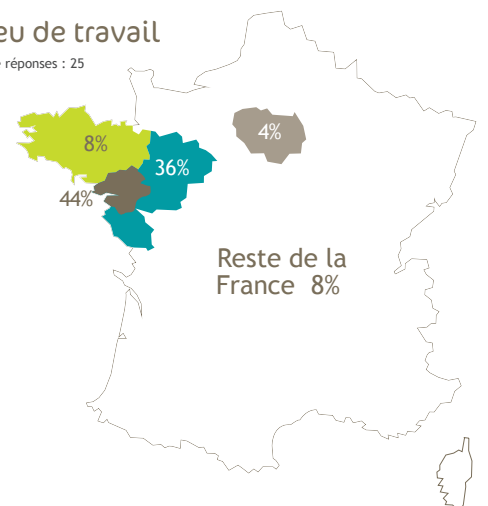 eu de travail
réponses : 25
8%
4%
36%
44%
Reste de la
France 8%